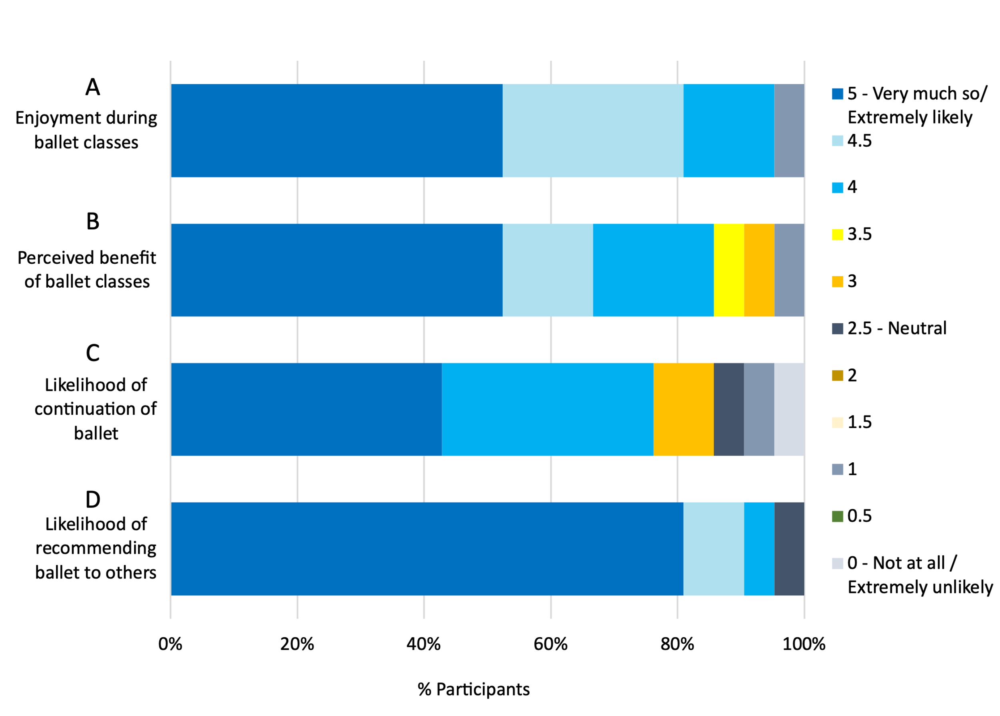 A
Enjoyment during
ballet classes
B
Perceived benefit
of ballet classes
C
Likelihood of
continuation of
ballet
D
Likelihood of
recommending
ballet to others
0%
20%
40%
60%
80%
100%
% Participants
5 - Very much so/
Extremely likely
4.5
4
3.5
3
2.5 - Neutral
2
1.5
1
0.5
0 - Not at all /
Extremely unlikely